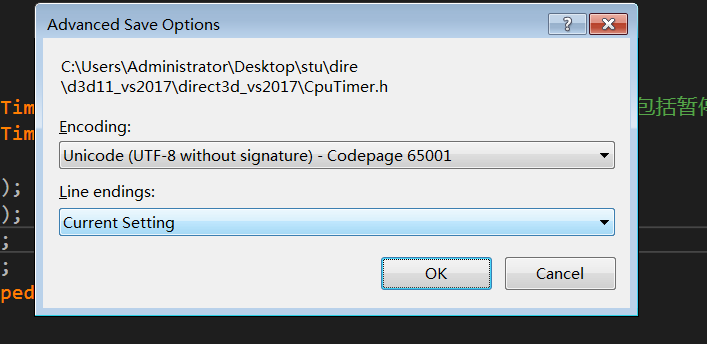 Advanced Save Options
C:\Users\Administrator\Desktop\stu\dire
\d3d11_vs2017\direct3d_vs2017\CpuTimer.h
Tim
包括暂停
Tim
Encoding:
Unicode (UTF-8 without signature) - Codepage 65001
);
Line endings:
);
Current Setting
;
;
OK
Cancel
ped